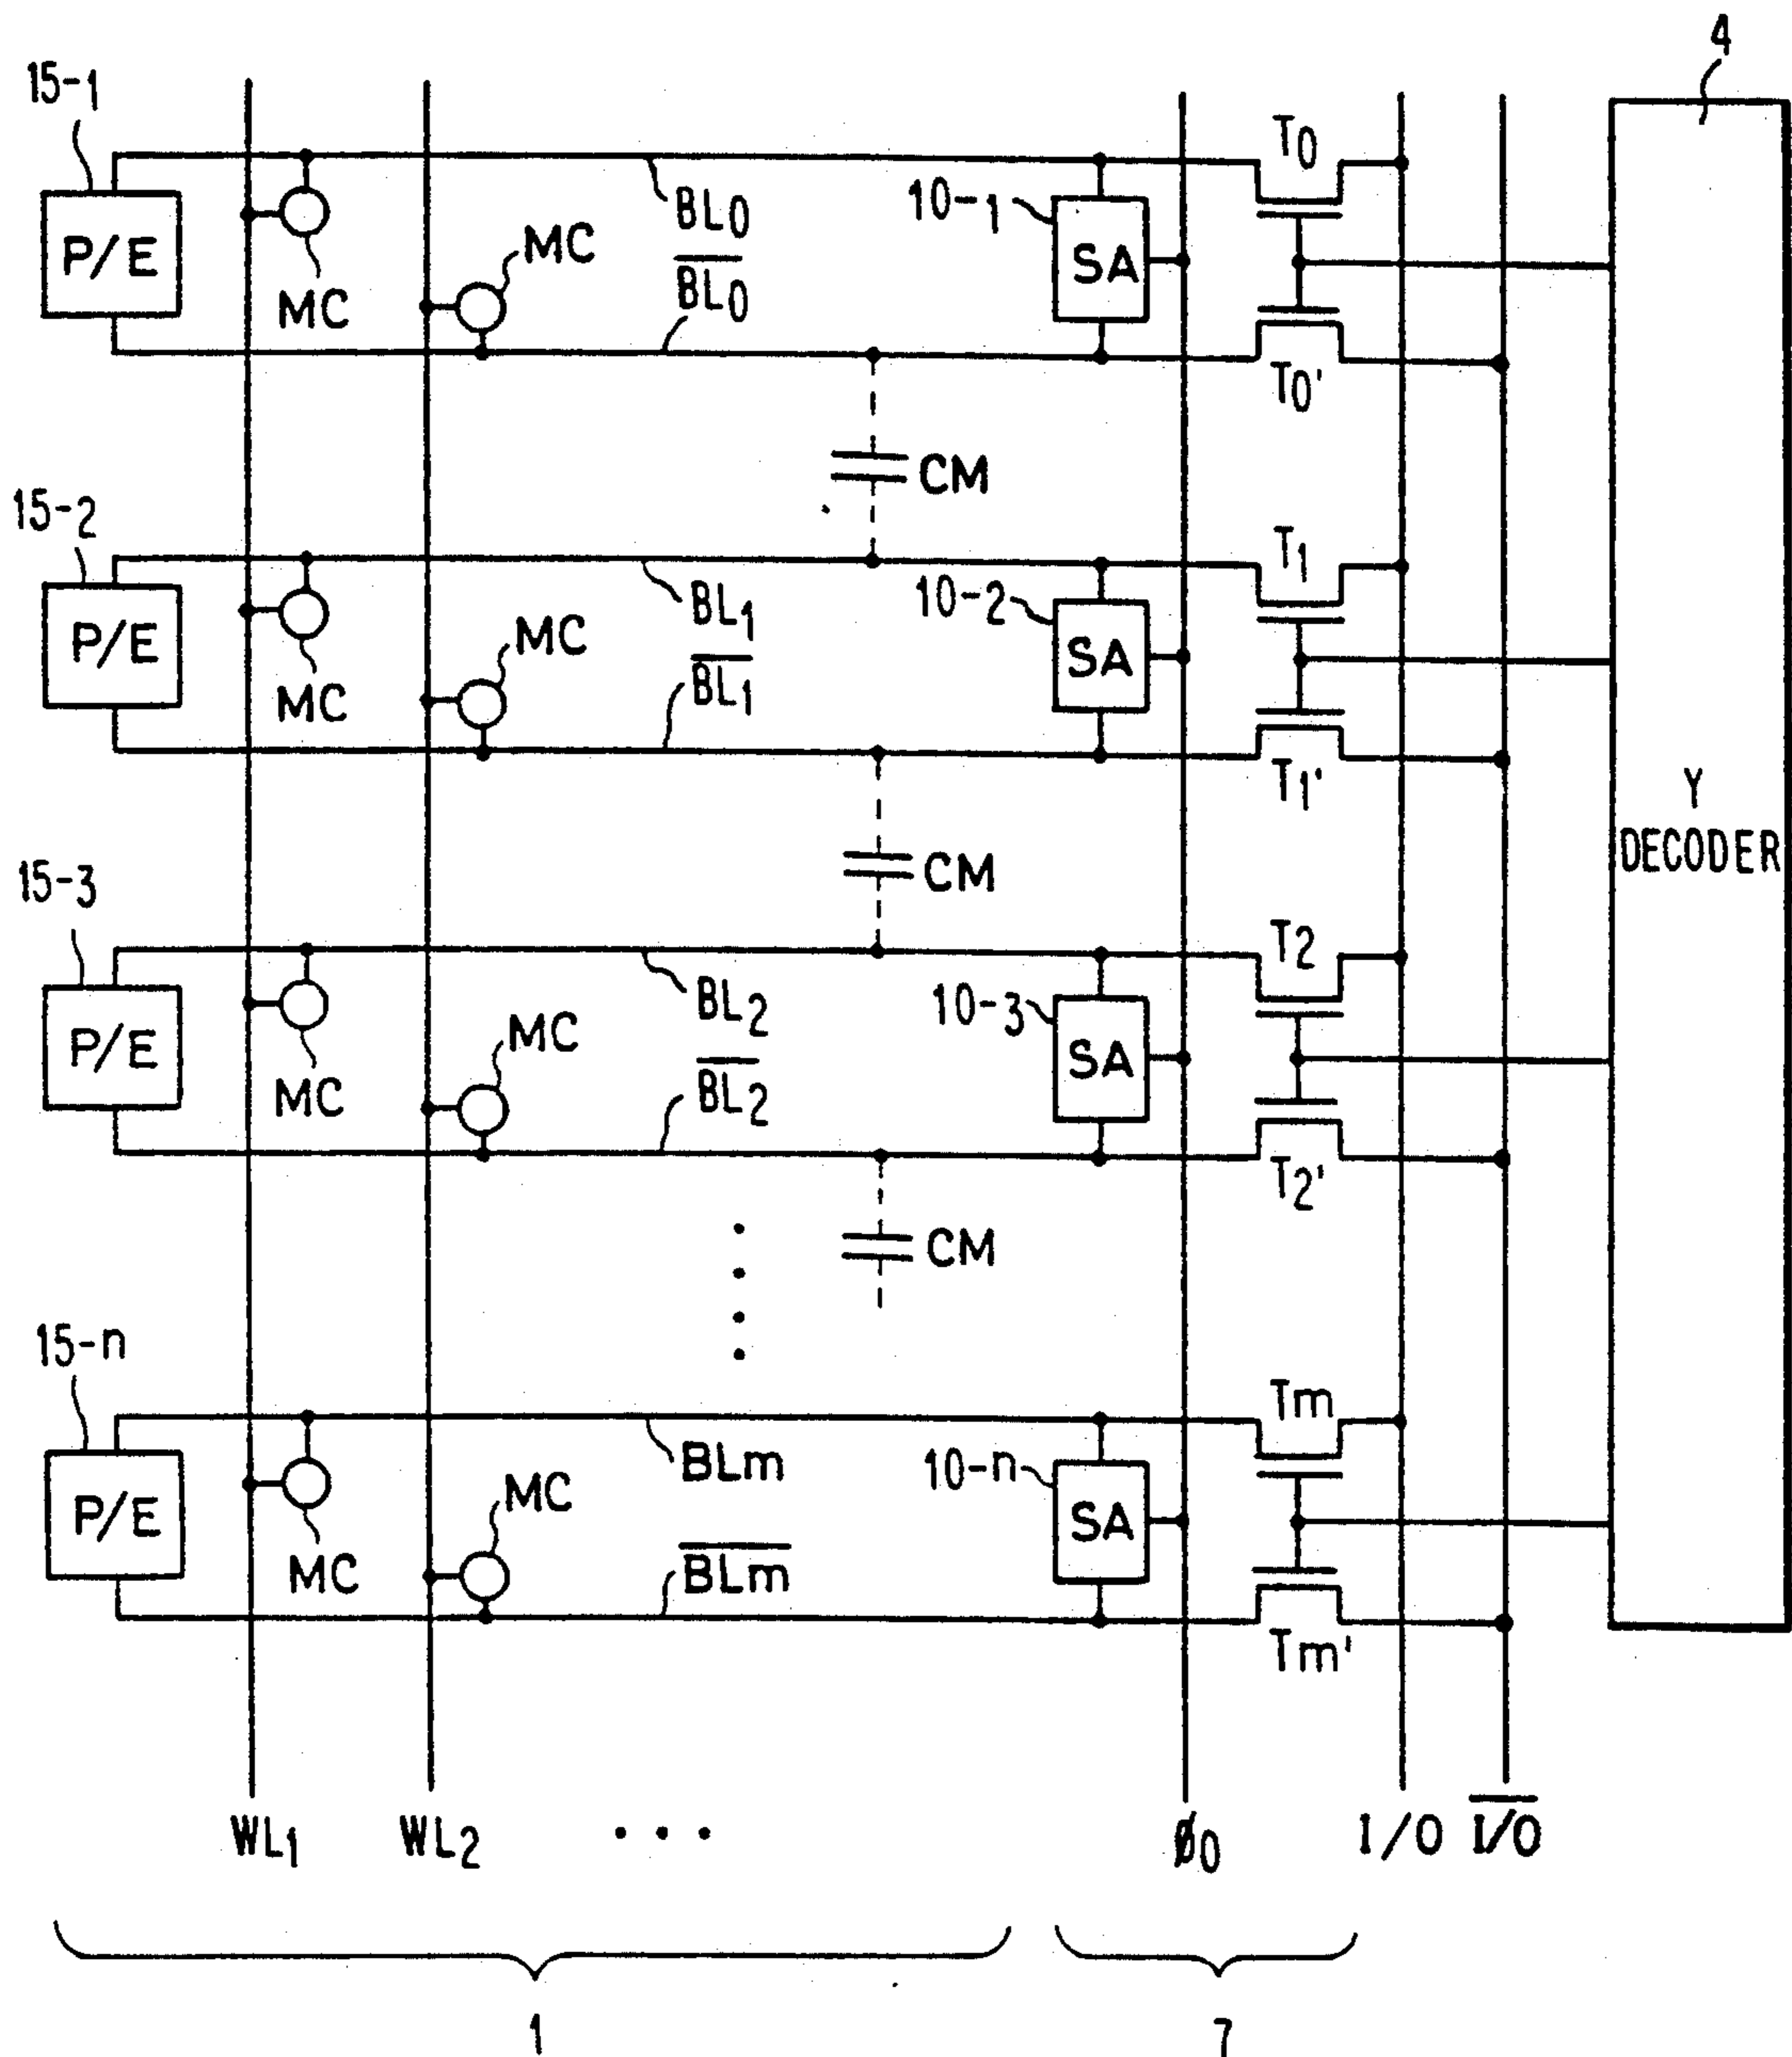 4
15-1
T0
P/E
MC
BL0
BL0
MC
10-1
SA
T0'
CM
15-2
T1
P/E
MC
BL1
BL1
MC
10-2
SA
T1'
Y
DECODER
CM
15-3
T2
P/E
MC
BL2
BL2
MC
10-3
SA
T2'
CM
15-n
Tm
P/E
MC
BLm
BLm
MC
10-n
SA
Tm'
WL1
WL2
...
ø0
I/O
I/O
1
7